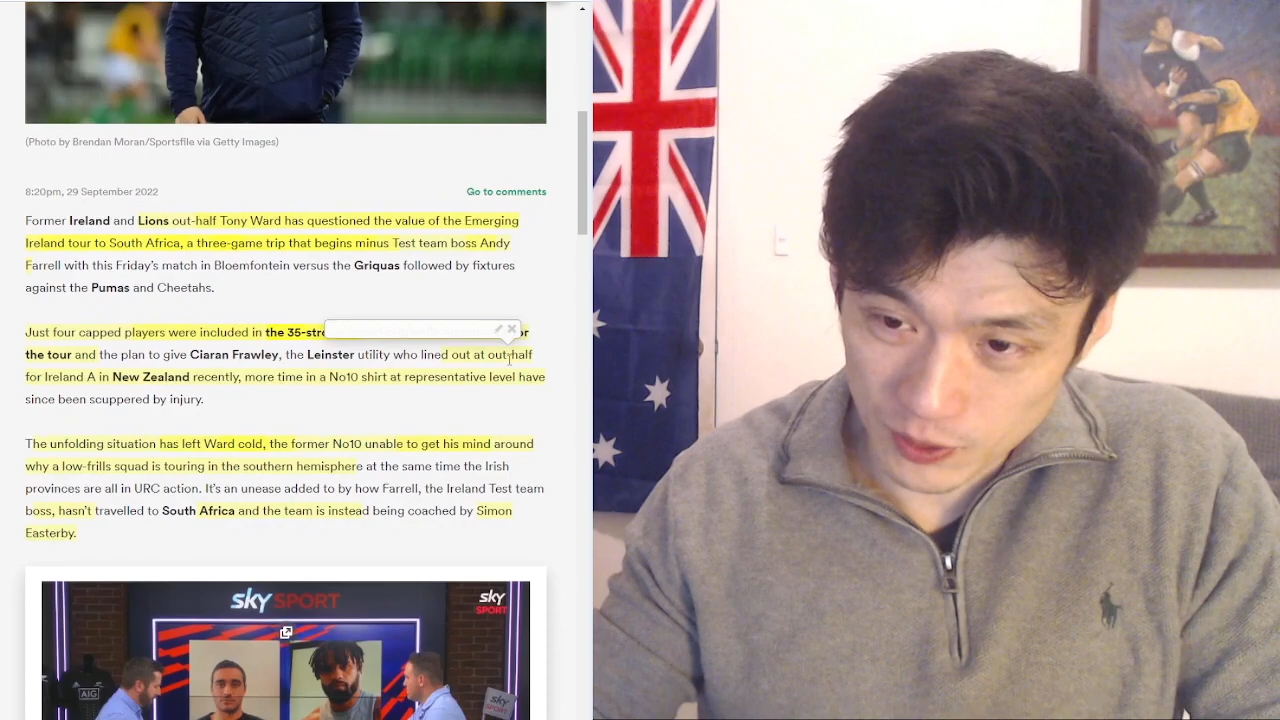 (Photo by Brendan Moran/Sportsfile via Getty Images)
8:20pm, 29 September 2022
Go to comments
Former Ireland and Lions out-half Tony Ward has questioned the value of the Emerging
Ireland tour to South Africa, a three-game trip that begins minus Test team boss Andy
Farrell with this Friday's match in Bloemfontein versus the Griquas followed by fixtures
against the Pumas and Cheetahs.
Just four capped players were included in the 35-str
the tour and the plan to give Ciaran Frawley, the Leinster utility who lined out at out-half
for Ireland A in New Zealand recently, more time in a No10 shirt at representative level have
since been scuppered by injury.
The unfolding situation has left Ward cold, the former No10 unable to get his mind around
why a low-frills squad is touring in the southern hemisphere at the same time the Irish
provinces are all in URC action. It's an unease added to by how Farrell, the Ireland Test team
boss, hasn't travelled to South Africa and the team is instead being coached by Simon
Easterby.
sky SPORT
sky
SPORT
AIG
sky
SPORT